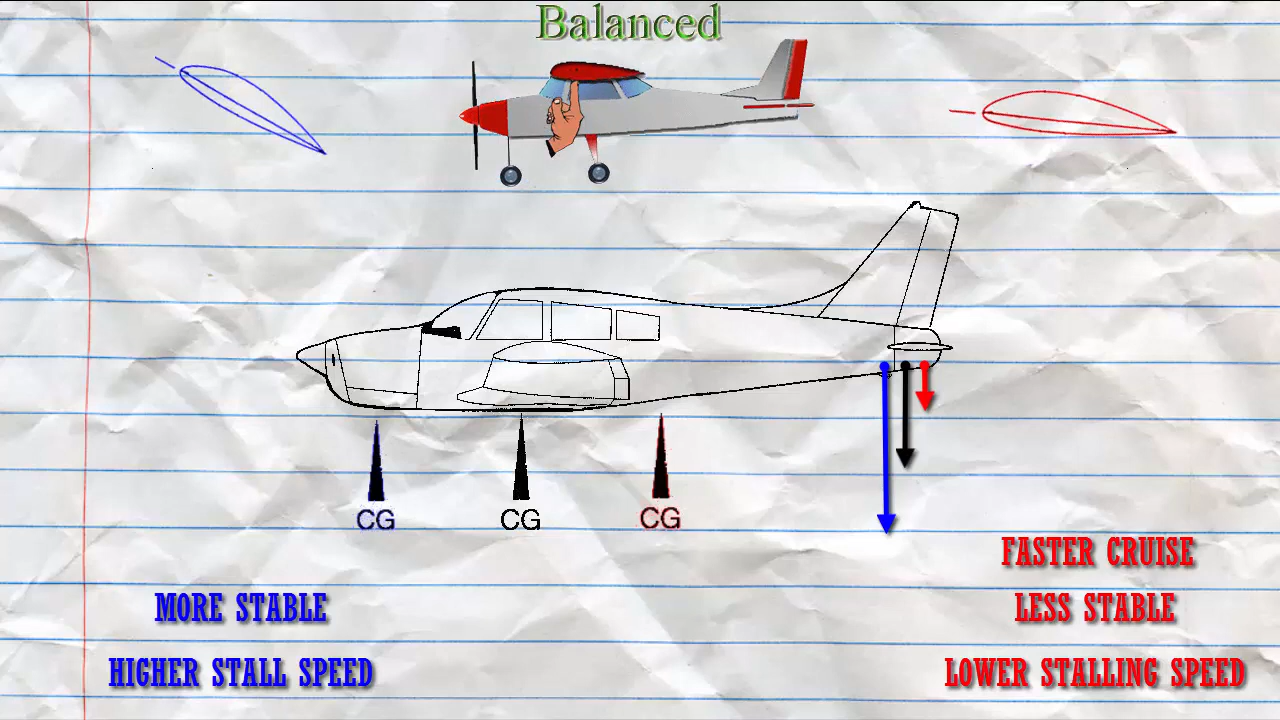 Balanced
CG CG CG
FASTER CRUISE
MORE STABLE
LESS STABLE
HIGHER STALL SPEED
LOWER STALLING SPEED